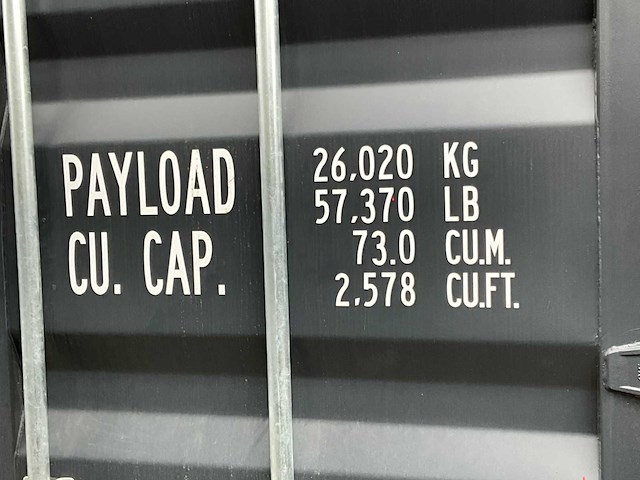 PAYLOAD 26,020 KG
57,370 LB
CU. CAP. 73.0 CU.M.
2,578 CU.FT.